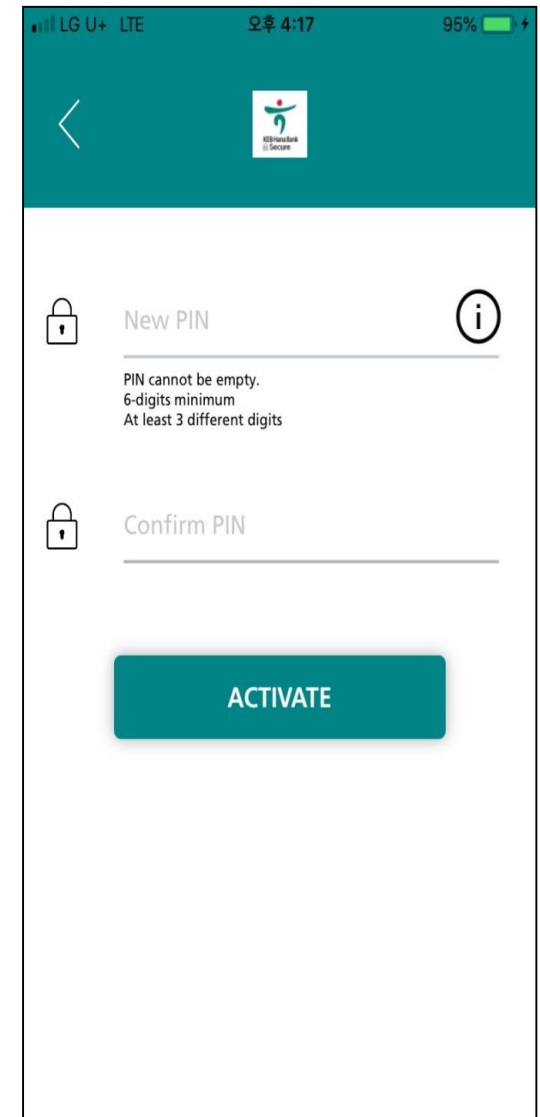 LG U+ LTE 오후 4:17 95%
KEB Hana Bank
Secure
New PIN
PIN cannot be empty.
6-digits minimum
At least 3 different digits
Confirm PIN
ACTIVATE